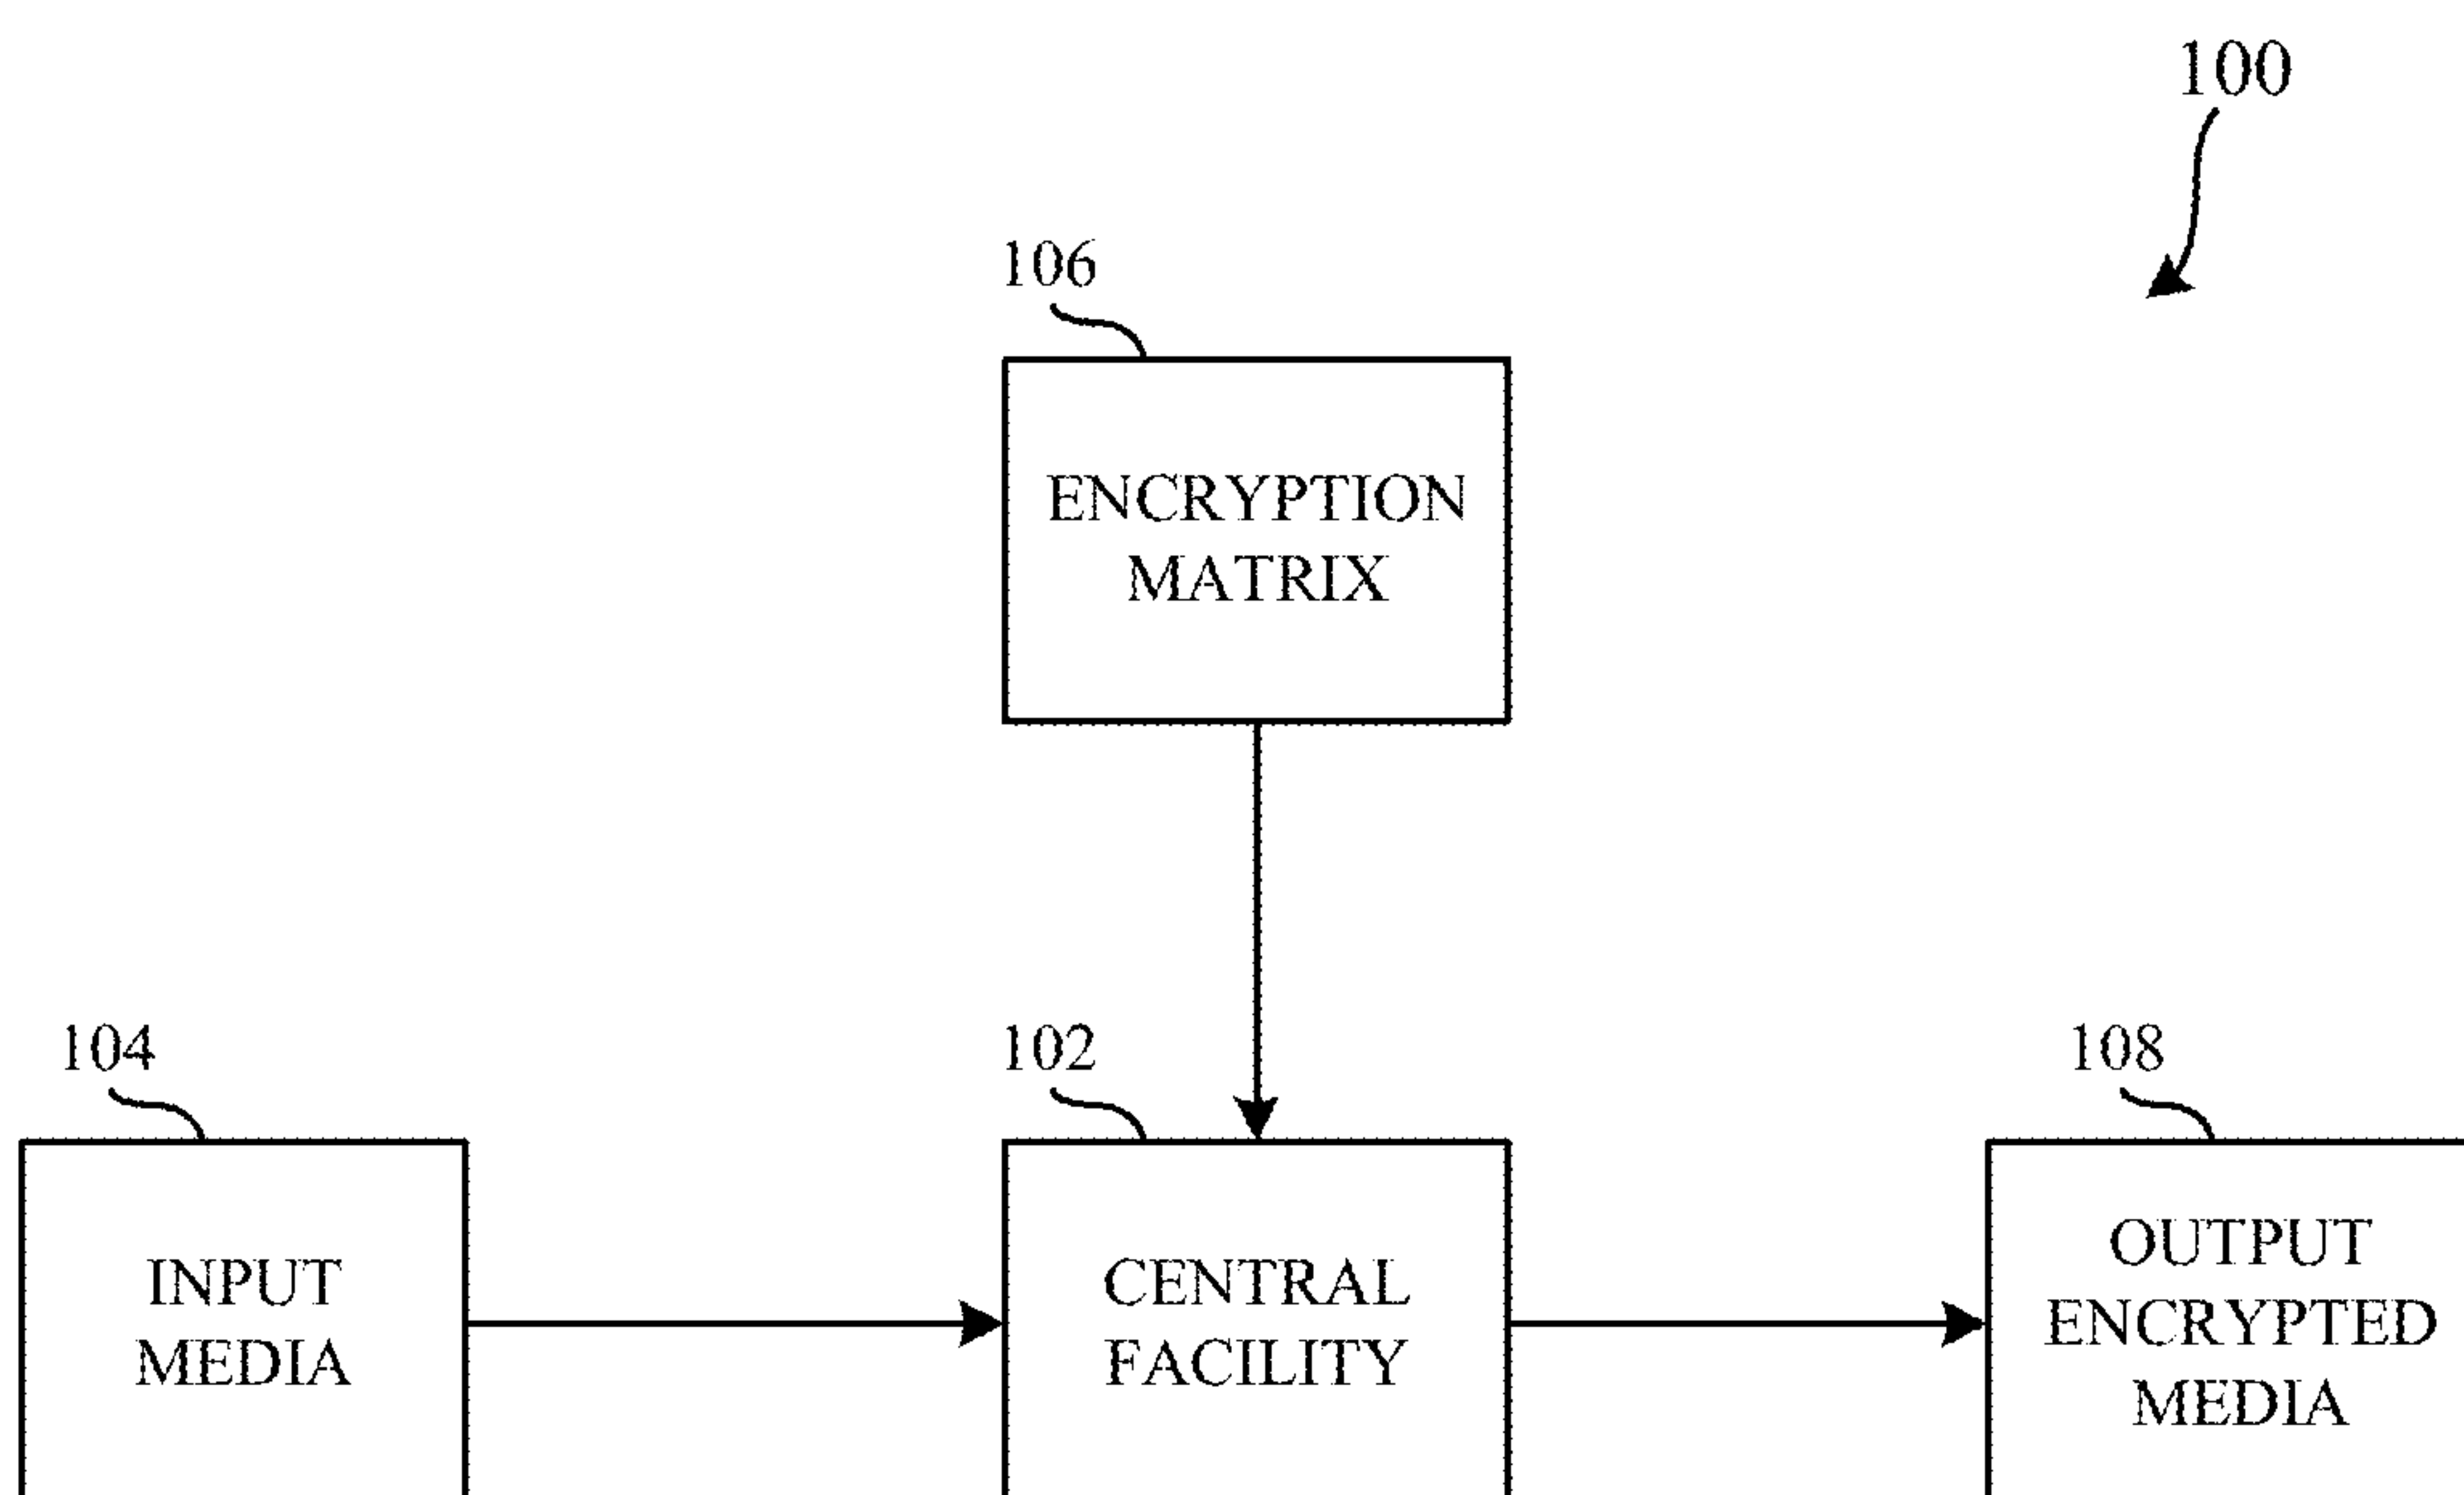 100
106
ENCRYPTION
MATRIX
104
102
108
INPUT
MEDIA
CENTRAL
FACILITY
OUTPUT
ENCRYPTED
MEDIA